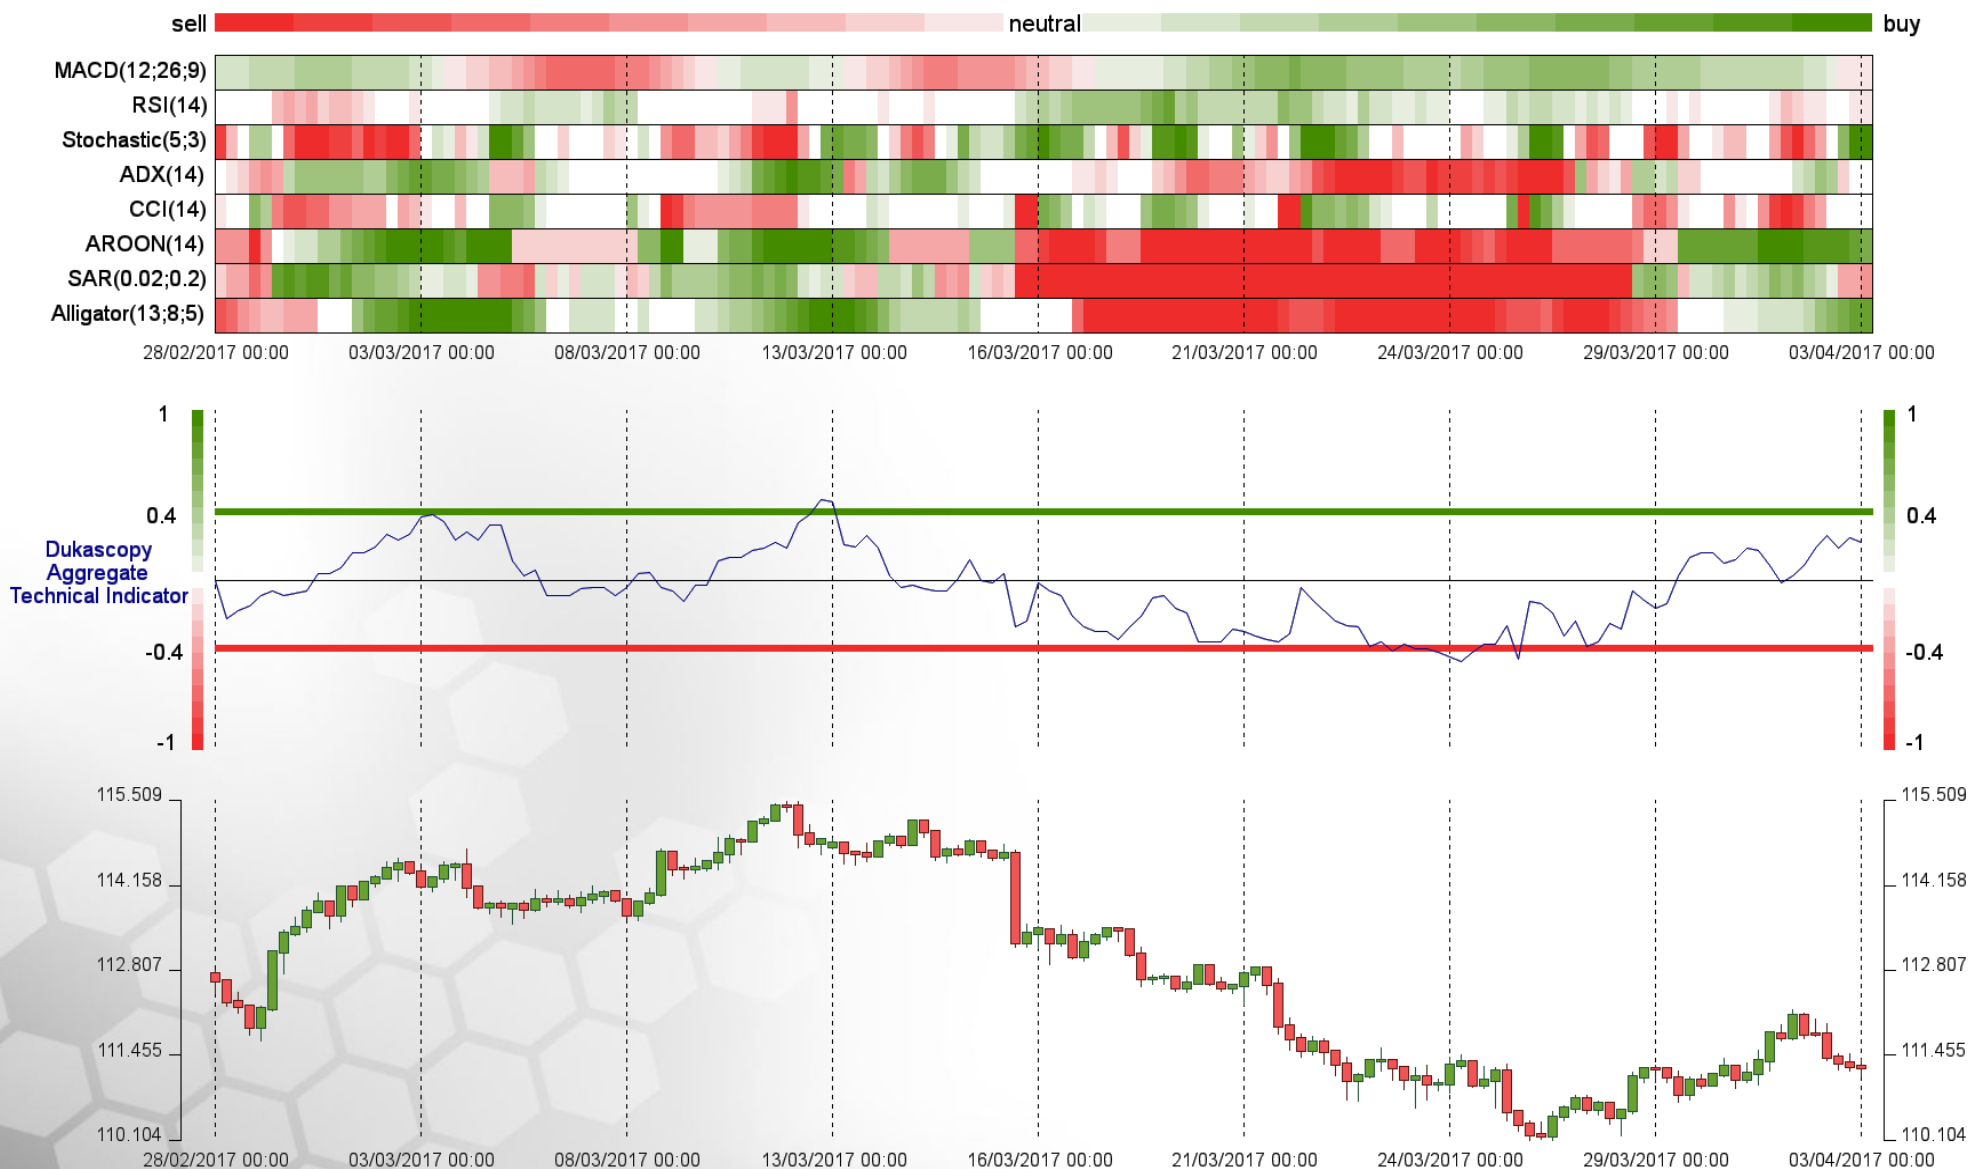 sell neutral buy
MACD(12;26;9)
RSI(14)
Stochastic(5;3)
ADX(14)
CCI(14)
AROON(14)
SAR(0.02;0.2)
Alligator(13;8;5)
28/02/2017 00:00 03/03/2017 00:00 08/03/2017 00:00 13/03/2017 00:00 16/03/2017 00:00 21/03/2017 00:00 24/03/2017 00:00 29/03/2017 00:00 03/04/2017 00:00
1 1
0.4 0.4
Dukascopy
Aggregate
Technical Indicator
-0.4 -0.4
-1 -1
115.509 115.509
114.158 114.158
112.807 112.807
111.455 111.455
110.104 110.104
28/02/2017 00:00 03/03/2017 00:00 08/03/2017 00:00 13/03/2017 00:00 16/03/2017 00:00 21/03/2017 00:00 24/03/2017 00:00 29/03/2017 00:00 03/04/2017 00:00